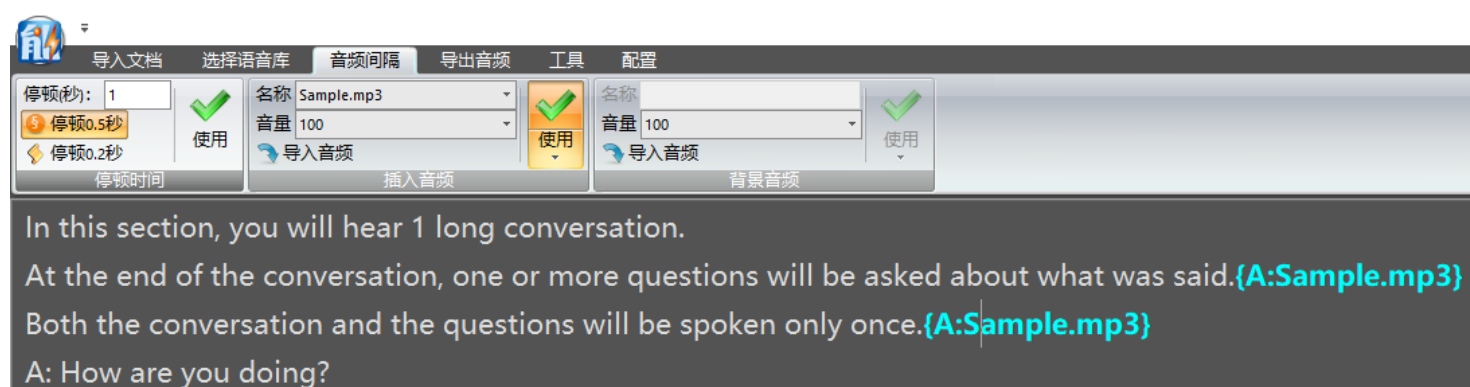 导入文档 选择语音库 音频间隔 导出音频 工具 配置
停顿(秒): 1
停顿0.5秒
停顿0.2秒
使用
停顿时间
名称 Sample.mp3
音量 100
导入音频
使用
插入音频
名称
音量 100
导入音频
使用
背景音频
In this section, you will hear 1 long conversation.
At the end of the conversation, one or more questions will be asked about what was said.{A:Sample.mp3}
Both the conversation and the questions will be spoken only once.{A:Sample.mp3}
A: How are you doing?